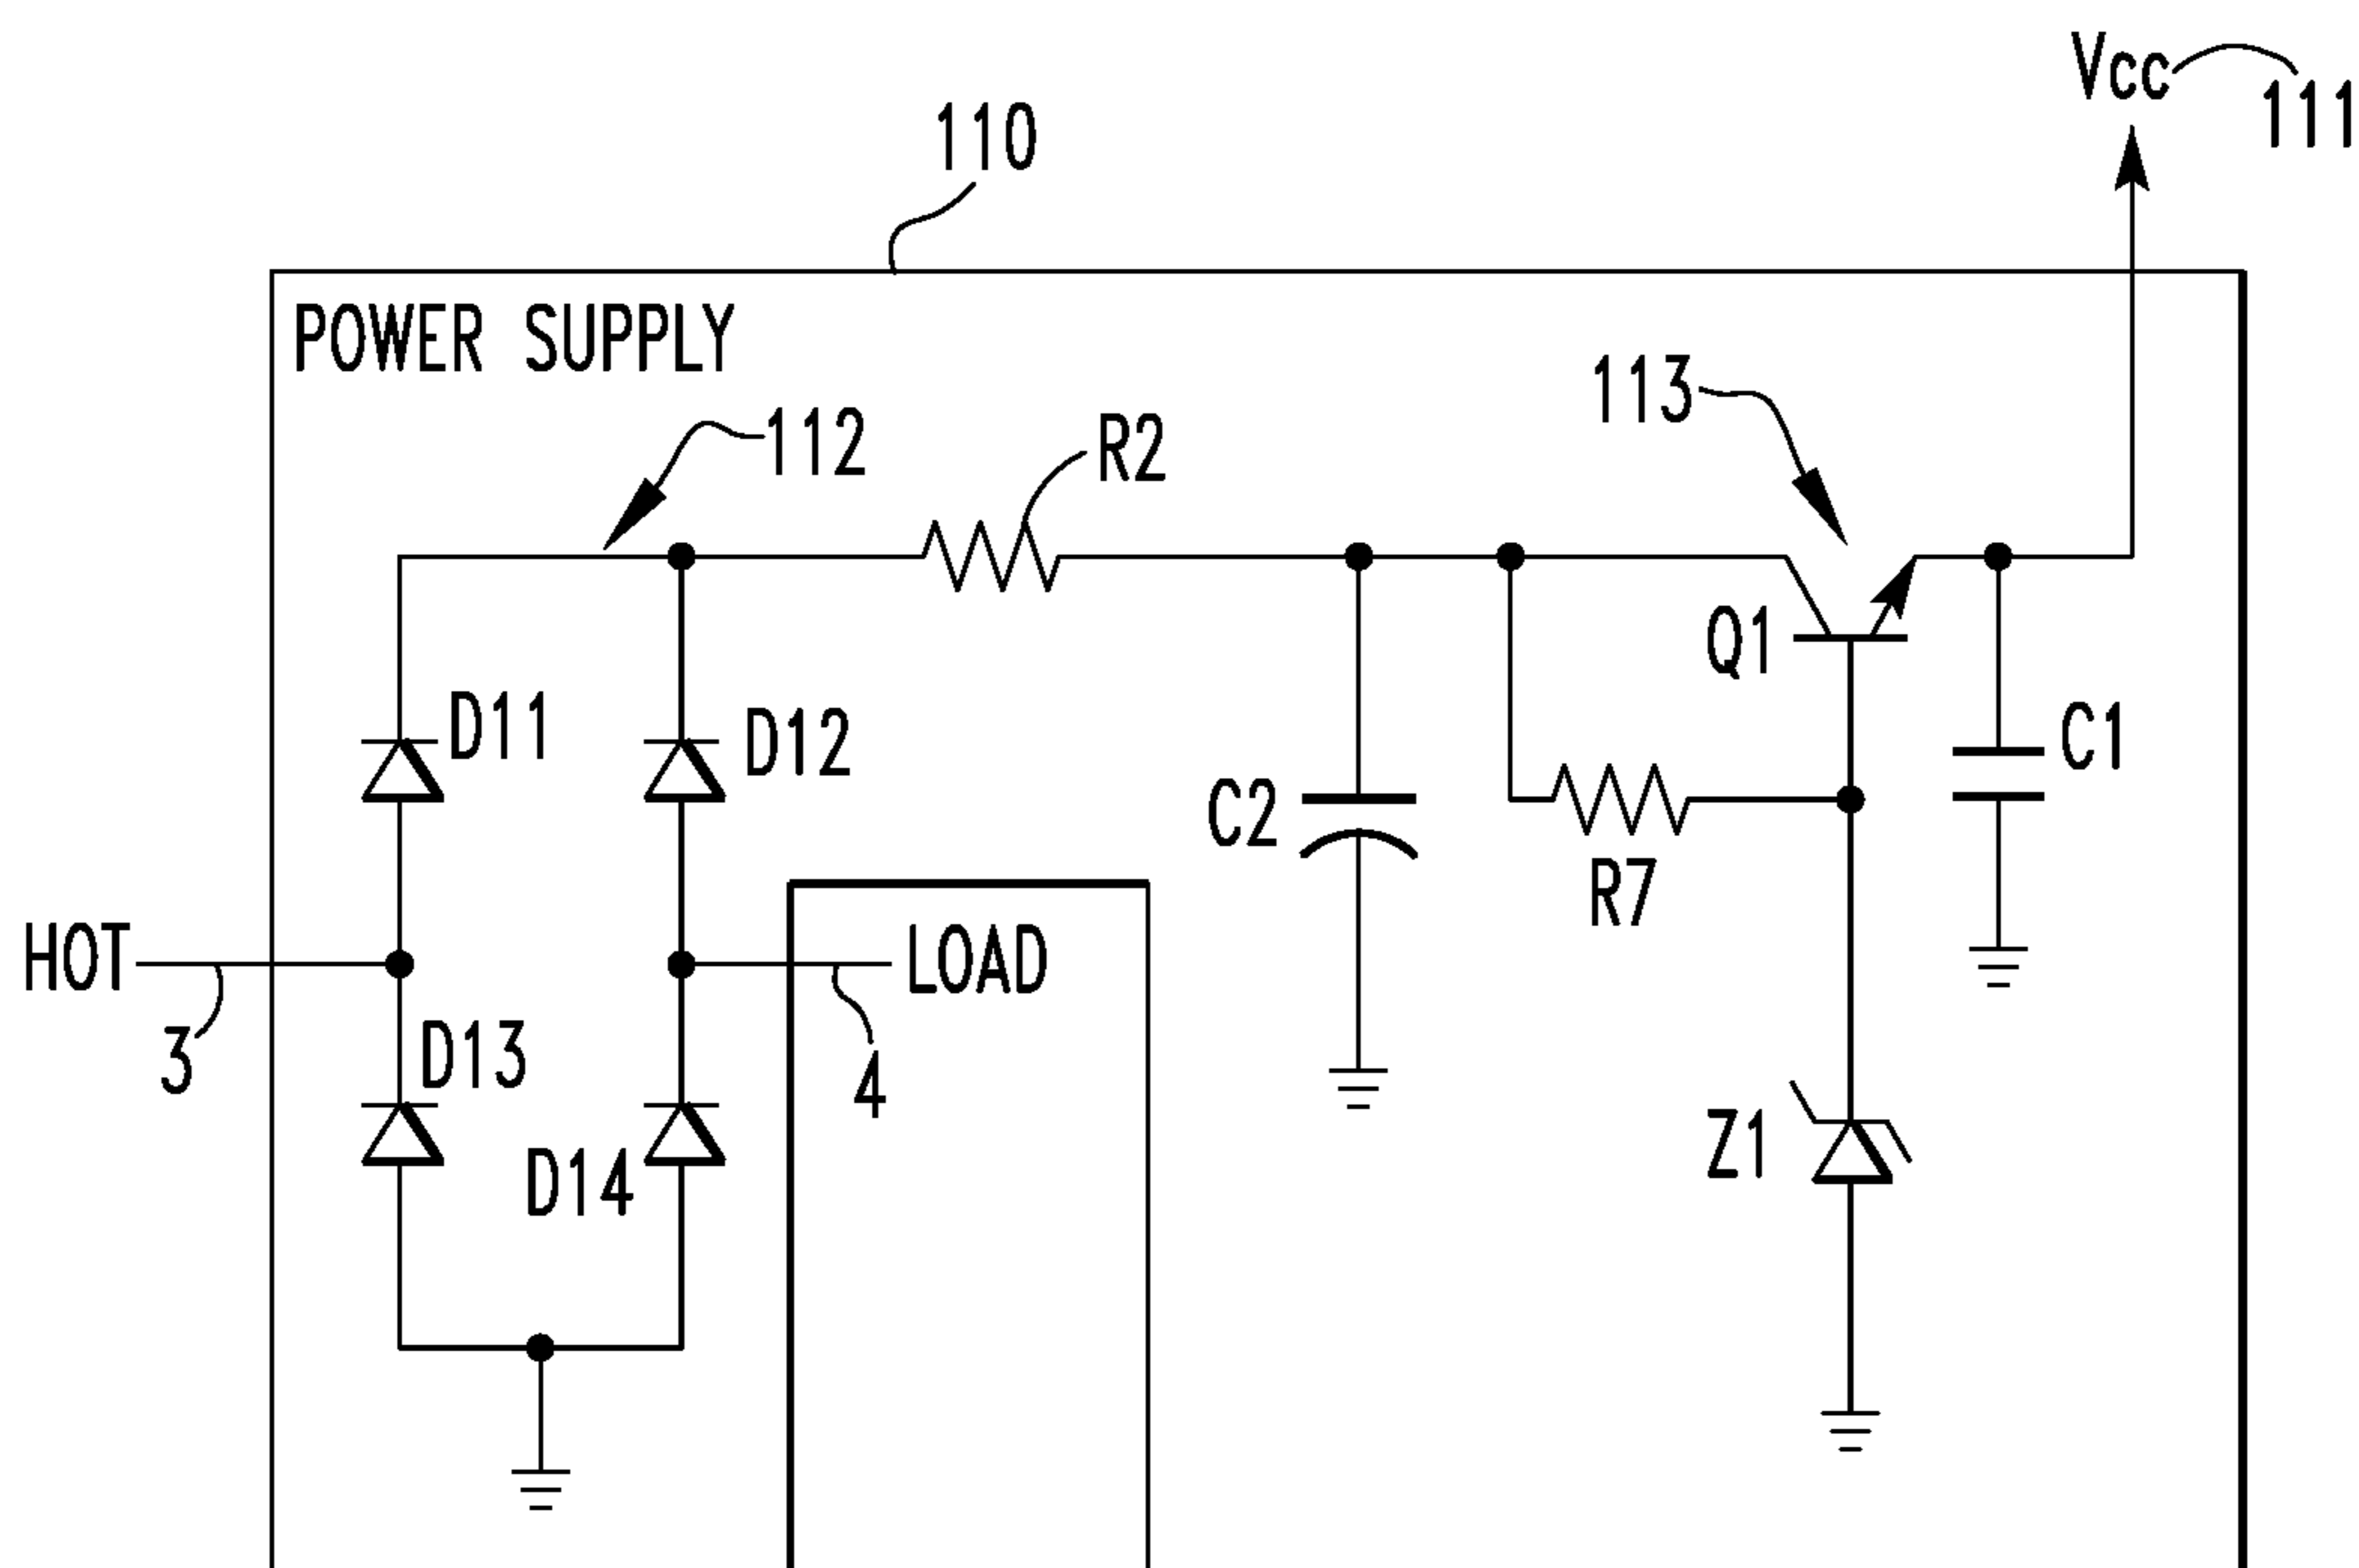 Vcc
111
110
POWER SUPPLY
112
R2
113
Q1
D11
D12
C1
C2
R7
HOT
LOAD
3
D13
4
Z1
D14